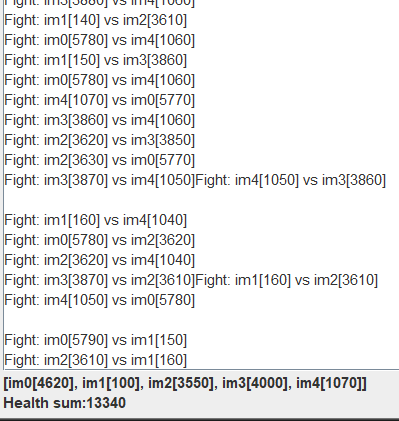 Fight: im3[3880] vs im4[1060]
Fight: im1[140] vs im2[3610]
Fight: im0[5780] vs im4[1060]
Fight: im1[150] vs im3[3860]
Fight: im0[5780] vs im4[1060]
Fight: im4[1070] vs im0[5770]
Fight: im3[3860] vs im4[1060]
Fight: im2[3620] vs im3[3850]
Fight: im2[3630] vs im0[5770]
Fight: im3[3870] vs im4[1050]Fight: im4[1050] vs im3[3860]
Fight: im1[160] vs im4[1040]
Fight: im0[5780] vs im2[3620]
Fight: im2[3620] vs im4[1040]
Fight: im3[3870] vs im2[3610]Fight: im1[160] vs im2[3610]
Fight: im4[1050] vs im0[5780]
Fight: im0[5790] vs im1[150]
Fight: im2[3610] vs im1[160]
[im0[4620], im1[100], im2[3550], im3[4000], im4[1070]]
Health sum:13340